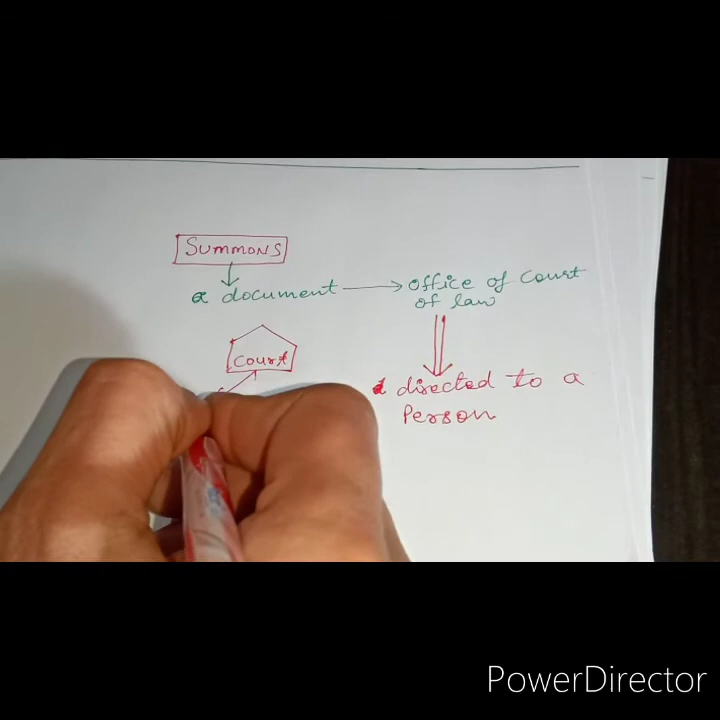 SUMMONS
a document office of court
of law
court
directed to a
Person
PowerDirector